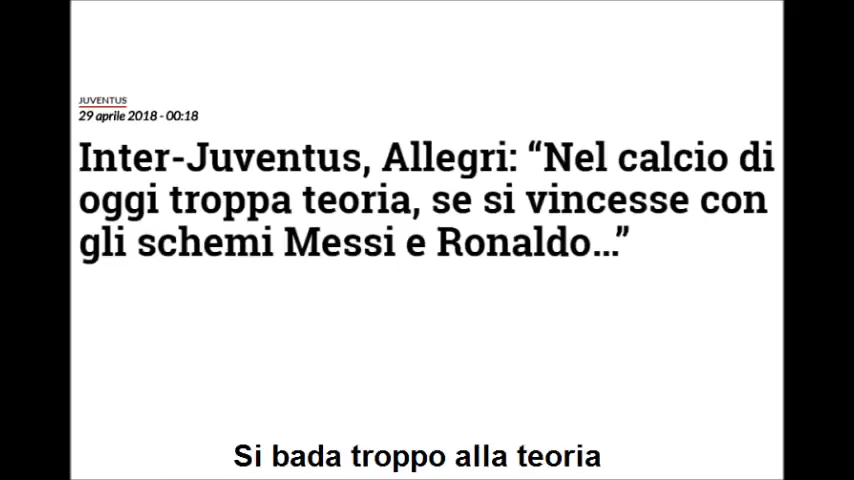 JUVENTUS
29 aprile 2018 - 00:18
Inter-Juventus, Allegri: “Nel calcio di
oggi troppa teoria, se si vincesse con
gli schemi Messi e Ronaldo...”
Si bada troppo alla teoria